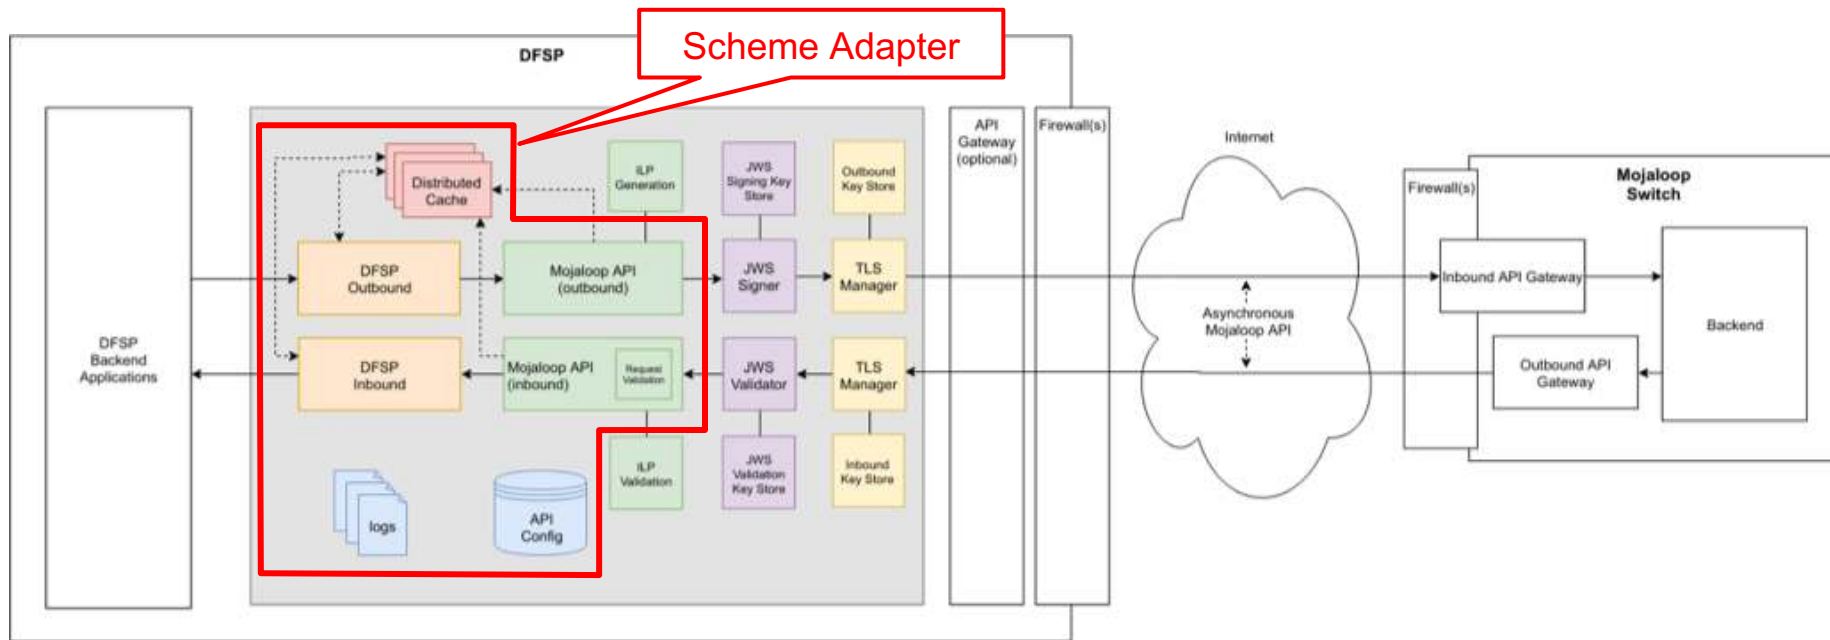 Scheme Adapter
DFSP
DFSP
Backend
Applications
Distributed
Cache
ILP
Generation
JWS
Signing Key
Store
Outbound
Key Store
DFSP
Outbound
Mojaloop API
(outbound)
JWS
Signer
TLS
Manager
DFSP
Inbound
Mojaloop API
(inbound)
Request
Validation
JWS
Validator
TLS
Manager
logs
API
Config
ILP
Validation
JWS
Validation
Key Store
Inbound
Key Store
API
Gateway
(optional)
Firewall(s)
Internet
Asynchronous
Mojaloop API
Firewall(s)
Mojaloop
Switch
Inbound API Gateway
Outbound API
Gateway
Backend